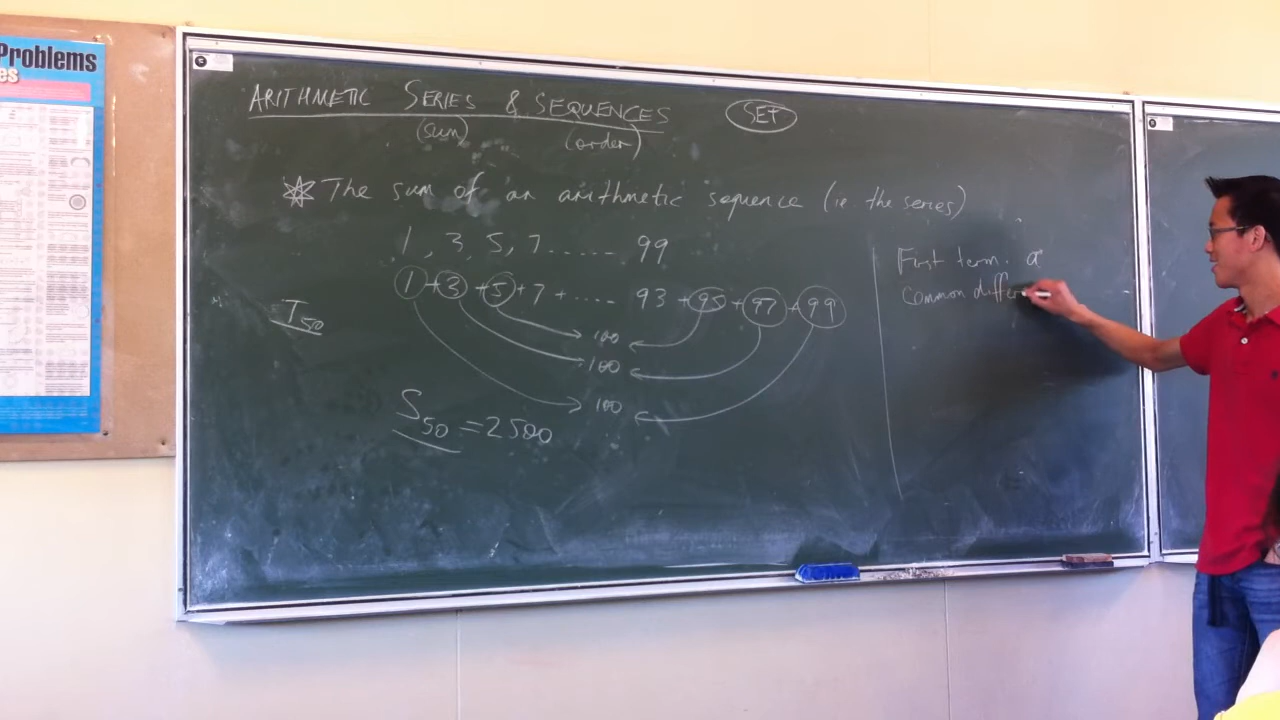 Problems
es
ARITHMETIC SERIES & SEQUENCES SET
(sum) (order)
The sum of an arithmetic sequence (ie the series)
1, 3, 5, 7 ...... 99
1 + 3 + 5 + 7 + .... 93 + 95 + 97 + 99
T50
100
100
100
S50 = 2500
First term: a
Common differ